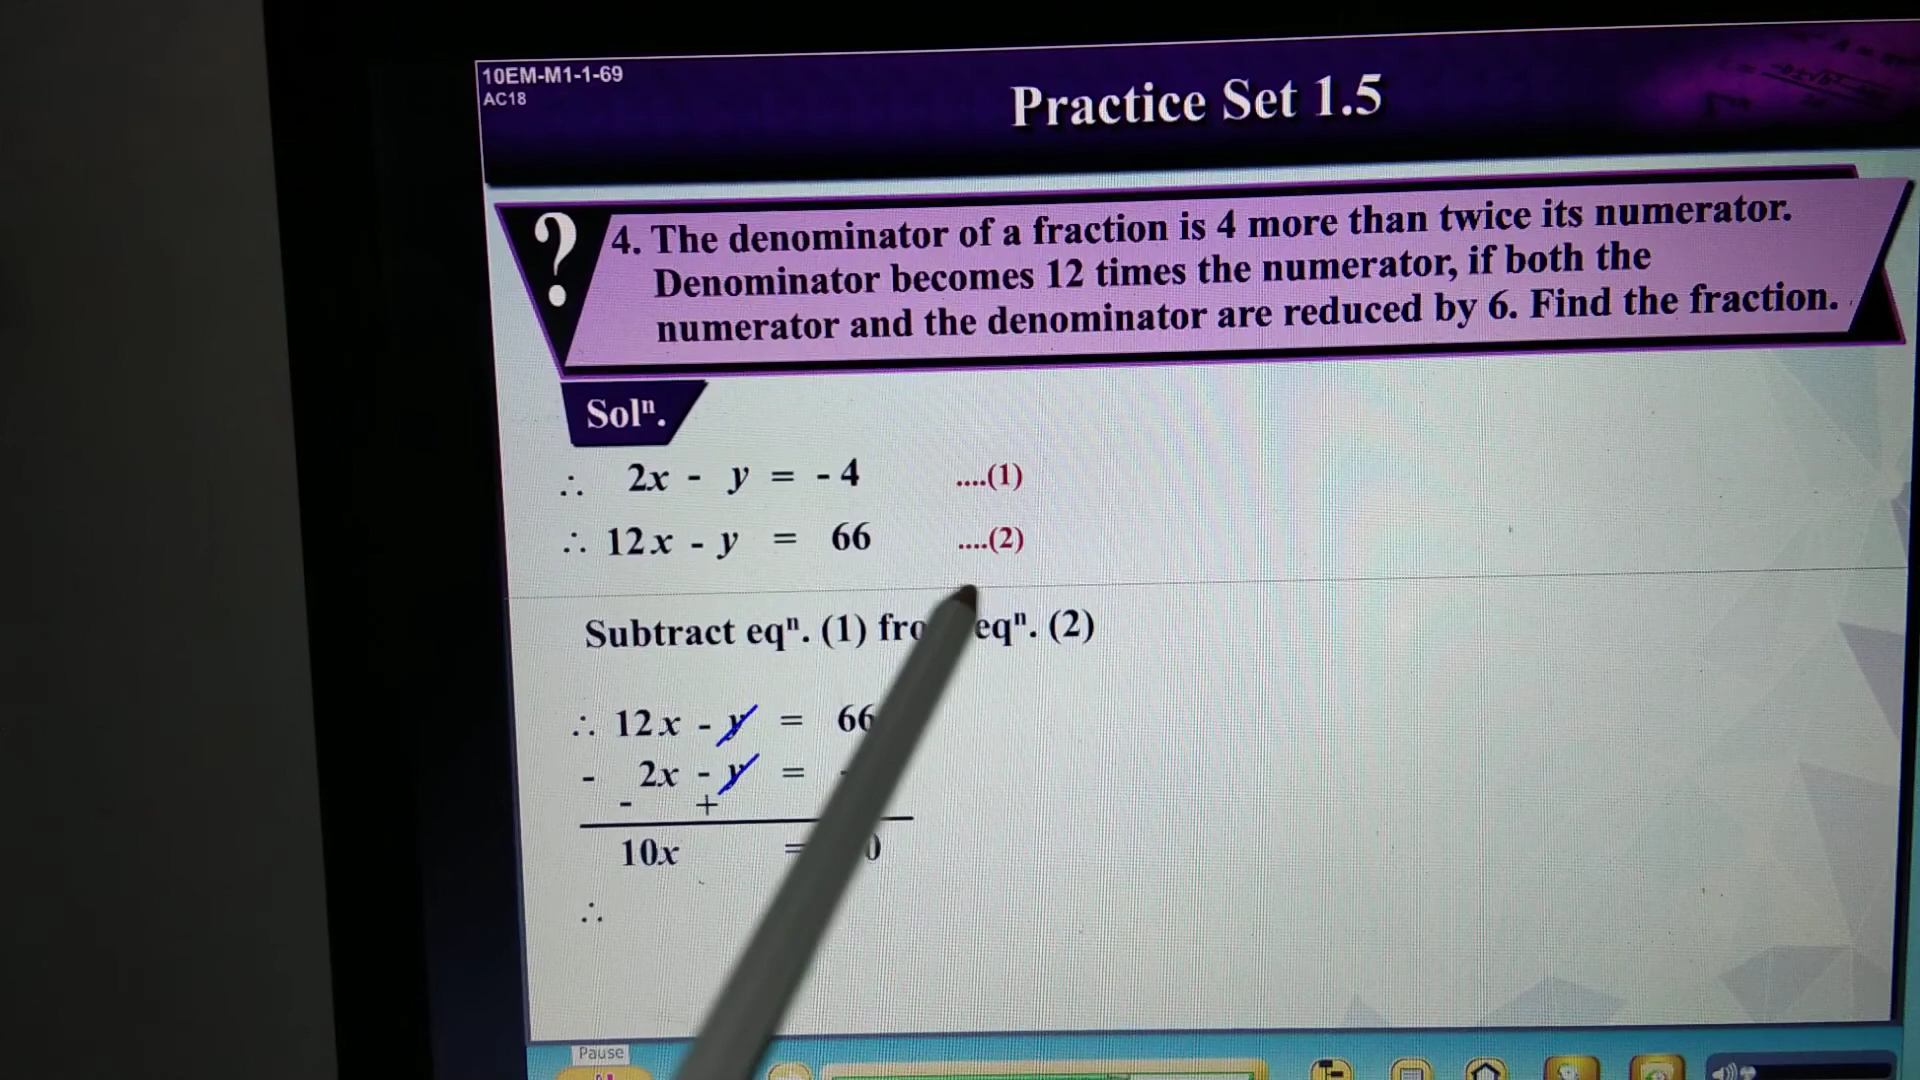 10EM-M1-1-69
AC18
Practice Set 1.5
?
4. The denominator of a fraction is 4 more than twice its numerator.
Denominator becomes 12 times the numerator, if both the
numerator and the denominator are reduced by 6. Find the fraction.
Solⁿ.
∴ 2x - y = - 4 ....(1)
∴ 12x - y = 66 ....(2)
Subtract eqⁿ. (1) eqⁿ. (2)
∴ 12x - y = 66
- 2x - y =
- +
10x =
∴
Pause